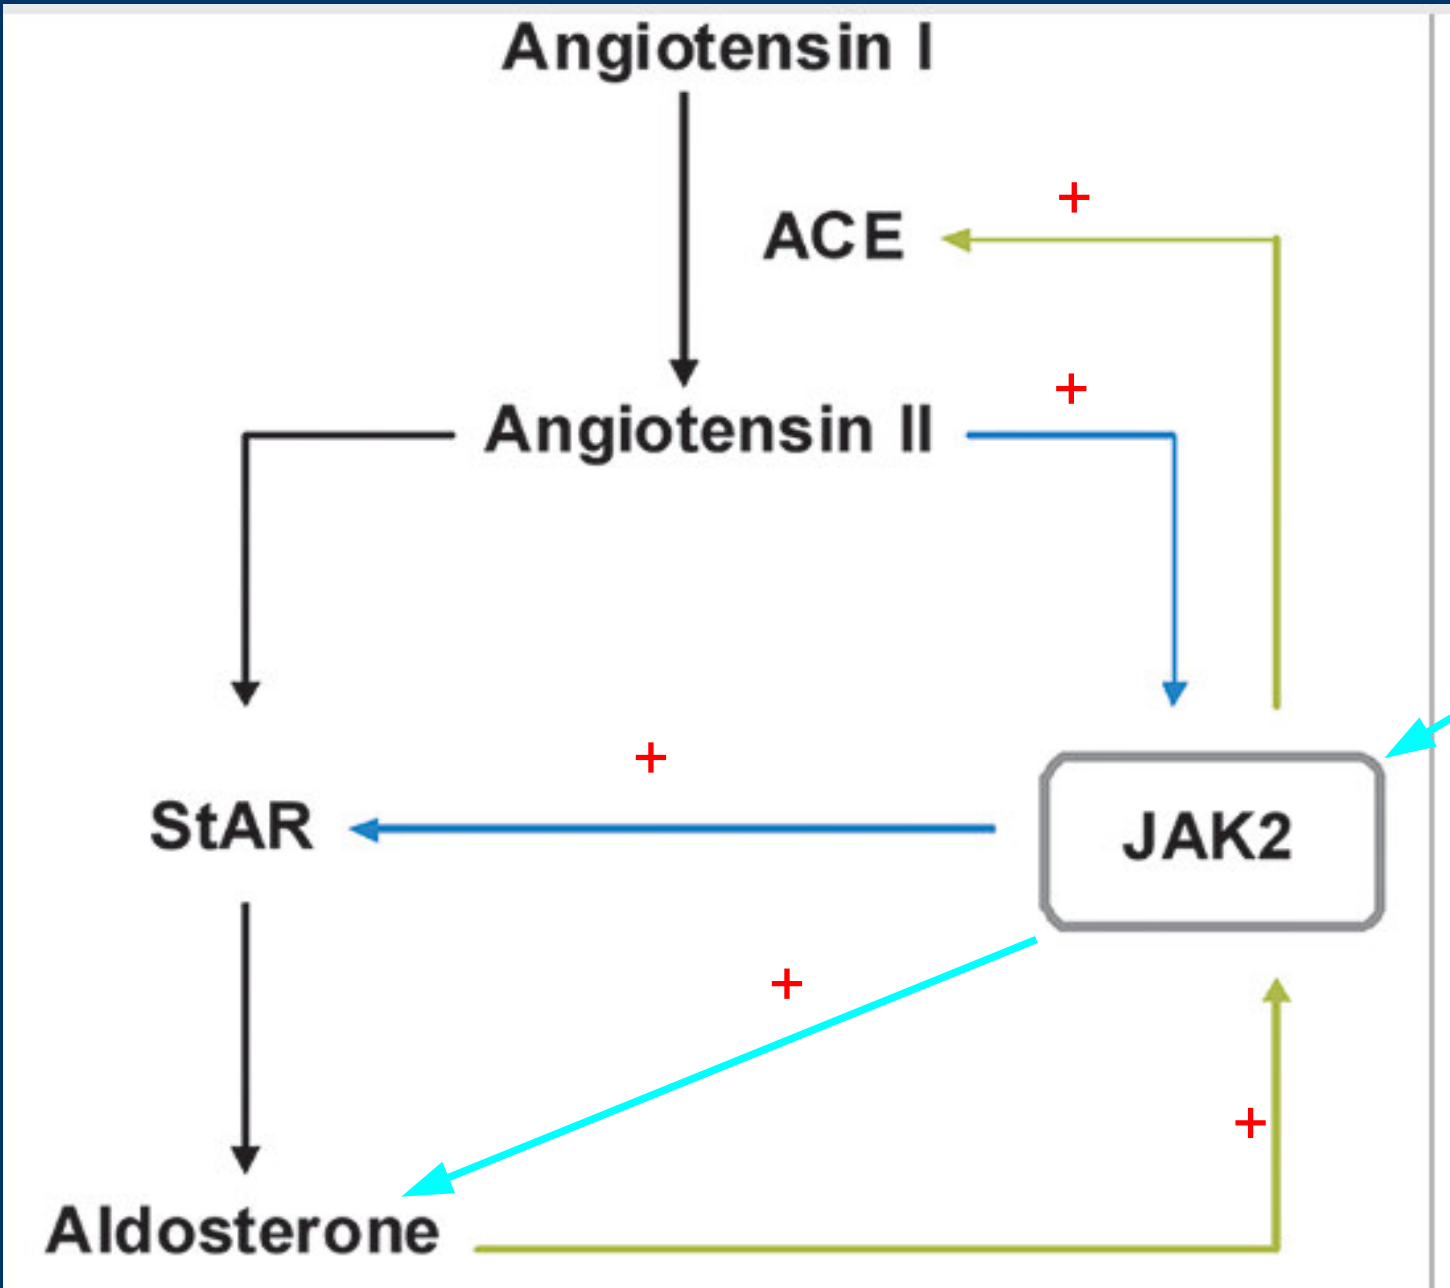 Angiotensin I
+
ACE
+
Angiotensin II
+
StAR
JAK2
+
+
Aldosterone